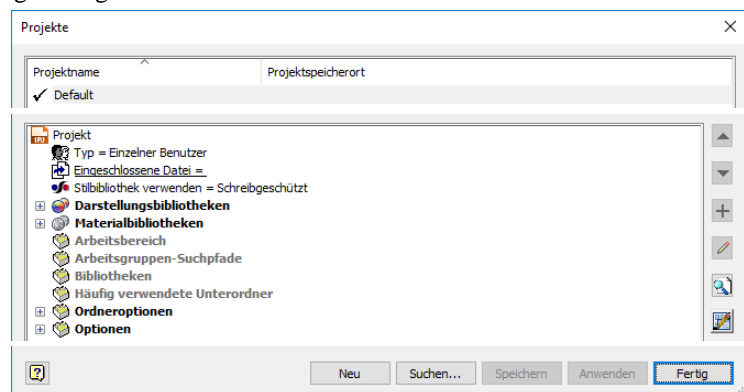 Projekte
Projektname Projektspeicherort
Default
Projekt
Typ = Einzelner Benutzer
Eingeschlossene Datei =
Stilbibliothek verwenden = Schreibgeschützt
Darstellungsbibliotheken
Materialbibliotheken
Arbeitsbereich
Arbeitsgruppen-Suchpfade
Bibliotheken
Häufig verwendete Unterordner
Ordneroptionen
Optionen
Neu Suchen... Speichern Anwenden Fertig